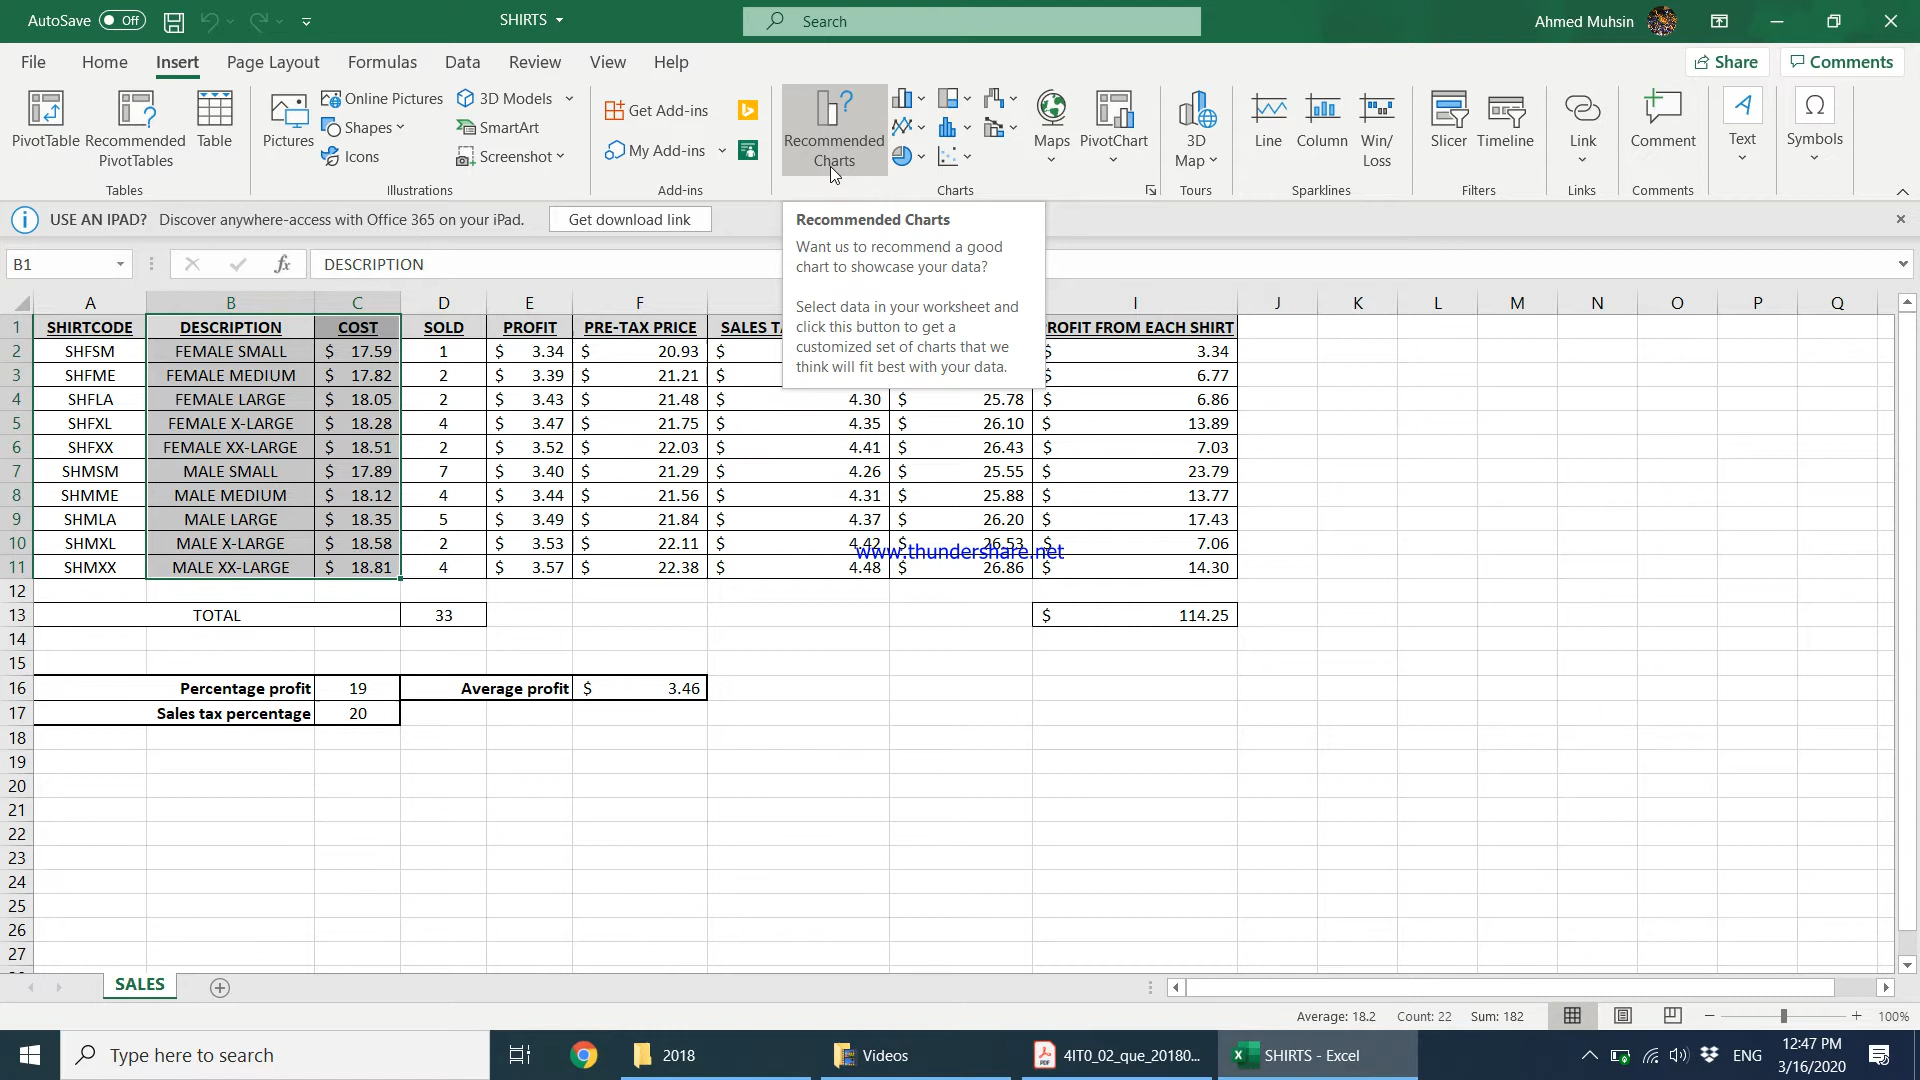 AutoSave Off
SHIRTS
Search
Ahmed Muhsin
File Home Insert Page Layout Formulas Data Review View Help
Share Comments
PivotTable
Recommended PivotTables
Table
Tables
Pictures
Online Pictures
Shapes
Icons
3D Models
SmartArt
Screenshot
Illustrations
Get Add-ins
My Add-ins
Add-ins
Recommended Charts
Maps
PivotChart
Charts
3D Map
Tours
Line
Column
Win/Loss
Sparklines
Slicer
Timeline
Filters
Link
Links
Comment
Comments
Text
Symbols
USE AN IPAD? Discover anywhere-access with Office 365 on your iPad. Get download link
Recommended Charts
Want us to recommend a good
chart to showcase your data?
Select data in your worksheet and
click this button to get a
customized set of charts that we
think will fit best with your data.
B1 fx DESCRIPTION
A B C D E F I J K L M N O P Q
1 SHIRTCODE DESCRIPTION COST SOLD PROFIT PRE-TAX PRICE SALES PROFIT FROM EACH SHIRT
2 SHFSM FEMALE SMALL $ 17.59 1 $ 3.34 $ 20.93 $ $ 3.34
3 SHFME FEMALE MEDIUM $ 17.82 2 $ 3.39 $ 21.21 $ $ 6.77
4 SHFLA FEMALE LARGE $ 18.05 2 $ 3.43 $ 21.48 $ 4.30 $ 25.78 $ 6.86
5 SHFXL FEMALE X-LARGE $ 18.28 4 $ 3.47 $ 21.75 $ 4.35 $ 26.10 $ 13.89
6 SHFXX FEMALE XX-LARGE $ 18.51 2 $ 3.52 $ 22.03 $ 4.41 $ 26.43 $ 7.03
7 SHMSM MALE SMALL $ 17.89 7 $ 3.40 $ 21.29 $ 4.26 $ 25.55 $ 23.79
8 SHMME MALE MEDIUM $ 18.12 4 $ 3.44 $ 21.56 $ 4.31 $ 25.88 $ 13.77
9 SHMLA MALE LARGE $ 18.35 5 $ 3.49 $ 21.84 $ 4.37 $ 26.20 $ 17.43
10 SHMXL MALE X-LARGE $ 18.58 2 $ 3.53 $ 22.11 $ 4.42 $ 26.53 $ 7.06
www.thundershare.net
11 SHMXX MALE XX-LARGE $ 18.81 4 $ 3.57 $ 22.38 $ 4.48 $ 26.86 $ 14.30
12
13 TOTAL 33 $ 114.25
14
15
16 Percentage profit 19 Average profit $ 3.46
17 Sales tax percentage 20
18
19
20
21
22
23
24
25
26
27
SALES
Average: 18.2 Count: 22 Sum: 182 100%
Type here to search
2018
Videos
4IT0_02_que_20180...
SHIRTS - Excel
ENG
12:47 PM
3/16/2020